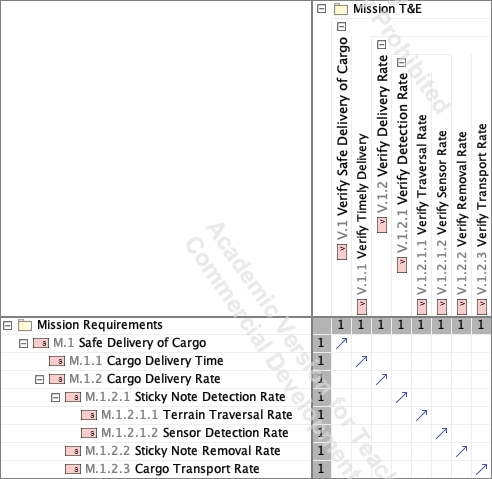 Mission T&E
V.1 Verify Safe Delivery of Cargo
V.1.1 Verify Timely Delivery
V.1.2 Verify Delivery Rate
V.1.2.1 Verify Detection Rate
V.1.2.1.1 Verify Traversal Rate
V.1.2.1.2 Verify Sensor Rate
V.1.2.2 Verify Removal Rate
V.1.2.3 Verify Transport Rate
Mission Requirements 1 1 1 1 1 1 1 1
M.1 Safe Delivery of Cargo 1
M.1.1 Cargo Delivery Time 1
M.1.2 Cargo Delivery Rate 1
M.1.2.1 Sticky Note Detection Rate 1
M.1.2.1.1 Terrain Traversal Rate 1
M.1.2.1.2 Sensor Detection Rate 1
M.1.2.2 Sticky Note Removal Rate 1
M.1.2.3 Cargo Transport Rate 1
Academic Version for Teach
Commercial Development
Prohibited